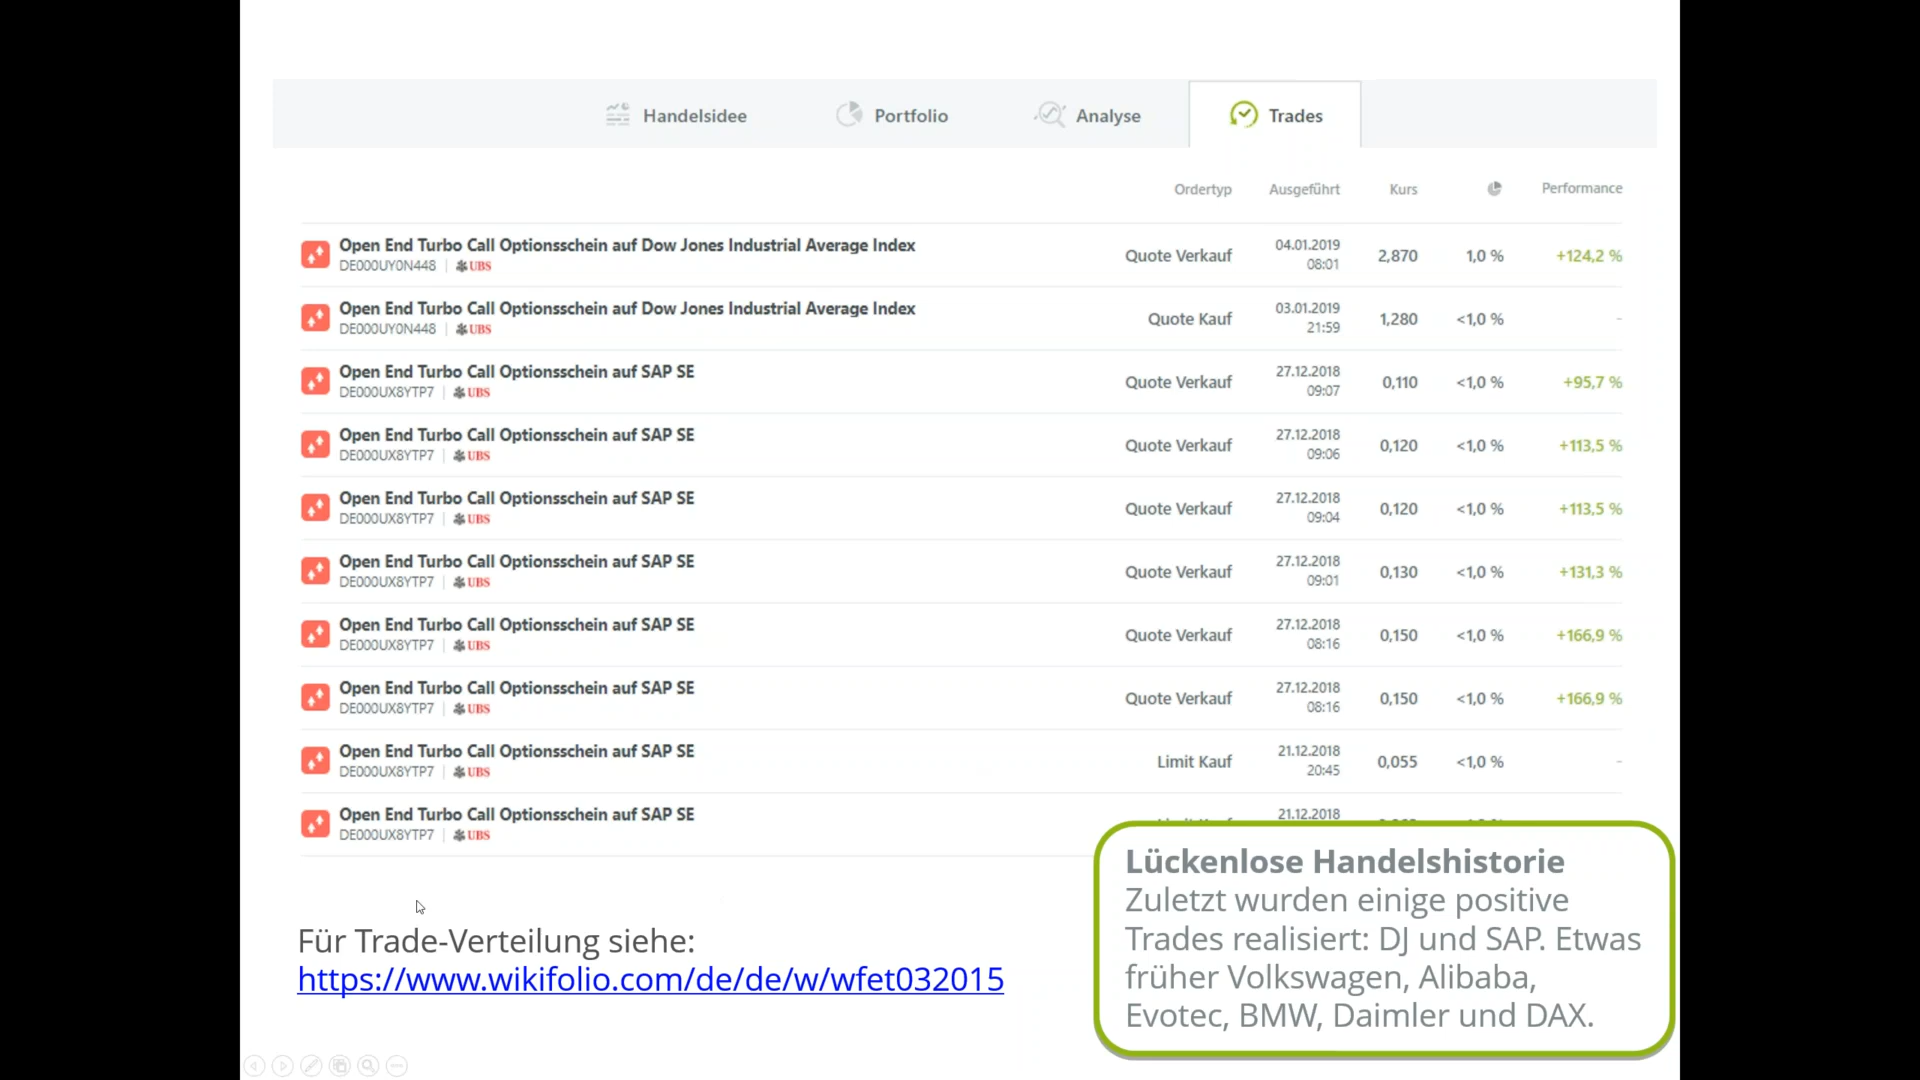 Handelsidee Portfolio Analyse Trades
Ordertyp Ausgeführt Kurs Performance
Open End Turbo Call Optionsschein auf Dow Jones Industrial Average Index
DE000UY0N448 | UBS
Quote Verkauf 04.01.2019 08:01 2,870 1,0 % +124,2 %
Open End Turbo Call Optionsschein auf Dow Jones Industrial Average Index
DE000UY0N448 | UBS
Quote Kauf 03.01.2019 21:59 1,280 <1,0 % -
Open End Turbo Call Optionsschein auf SAP SE
DE000UX8YTP7 | UBS
Quote Verkauf 27.12.2018 09:07 0,110 <1,0 % +95,7 %
Open End Turbo Call Optionsschein auf SAP SE
DE000UX8YTP7 | UBS
Quote Verkauf 27.12.2018 09:06 0,120 <1,0 % +113,5 %
Open End Turbo Call Optionsschein auf SAP SE
DE000UX8YTP7 | UBS
Quote Verkauf 27.12.2018 09:04 0,120 <1,0 % +113,5 %
Open End Turbo Call Optionsschein auf SAP SE
DE000UX8YTP7 | UBS
Quote Verkauf 27.12.2018 09:01 0,130 <1,0 % +131,3 %
Open End Turbo Call Optionsschein auf SAP SE
DE000UX8YTP7 | UBS
Quote Verkauf 27.12.2018 08:16 0,150 <1,0 % +166,9 %
Open End Turbo Call Optionsschein auf SAP SE
DE000UX8YTP7 | UBS
Quote Verkauf 27.12.2018 08:16 0,150 <1,0 % +166,9 %
Open End Turbo Call Optionsschein auf SAP SE
DE000UX8YTP7 | UBS
Limit Kauf 21.12.2018 20:45 0,055 <1,0 % -
Open End Turbo Call Optionsschein auf SAP SE
DE000UX8YTP7 | UBS
21.12.2018
Lückenlose Handelshistorie
Zuletzt wurden einige positive
Trades realisiert: DJ und SAP. Etwas
früher Volkswagen, Alibaba,
Evotec, BMW, Daimler und DAX.
Für Trade-Verteilung siehe:
https://www.wikifolio.com/de/de/w/wfet032015